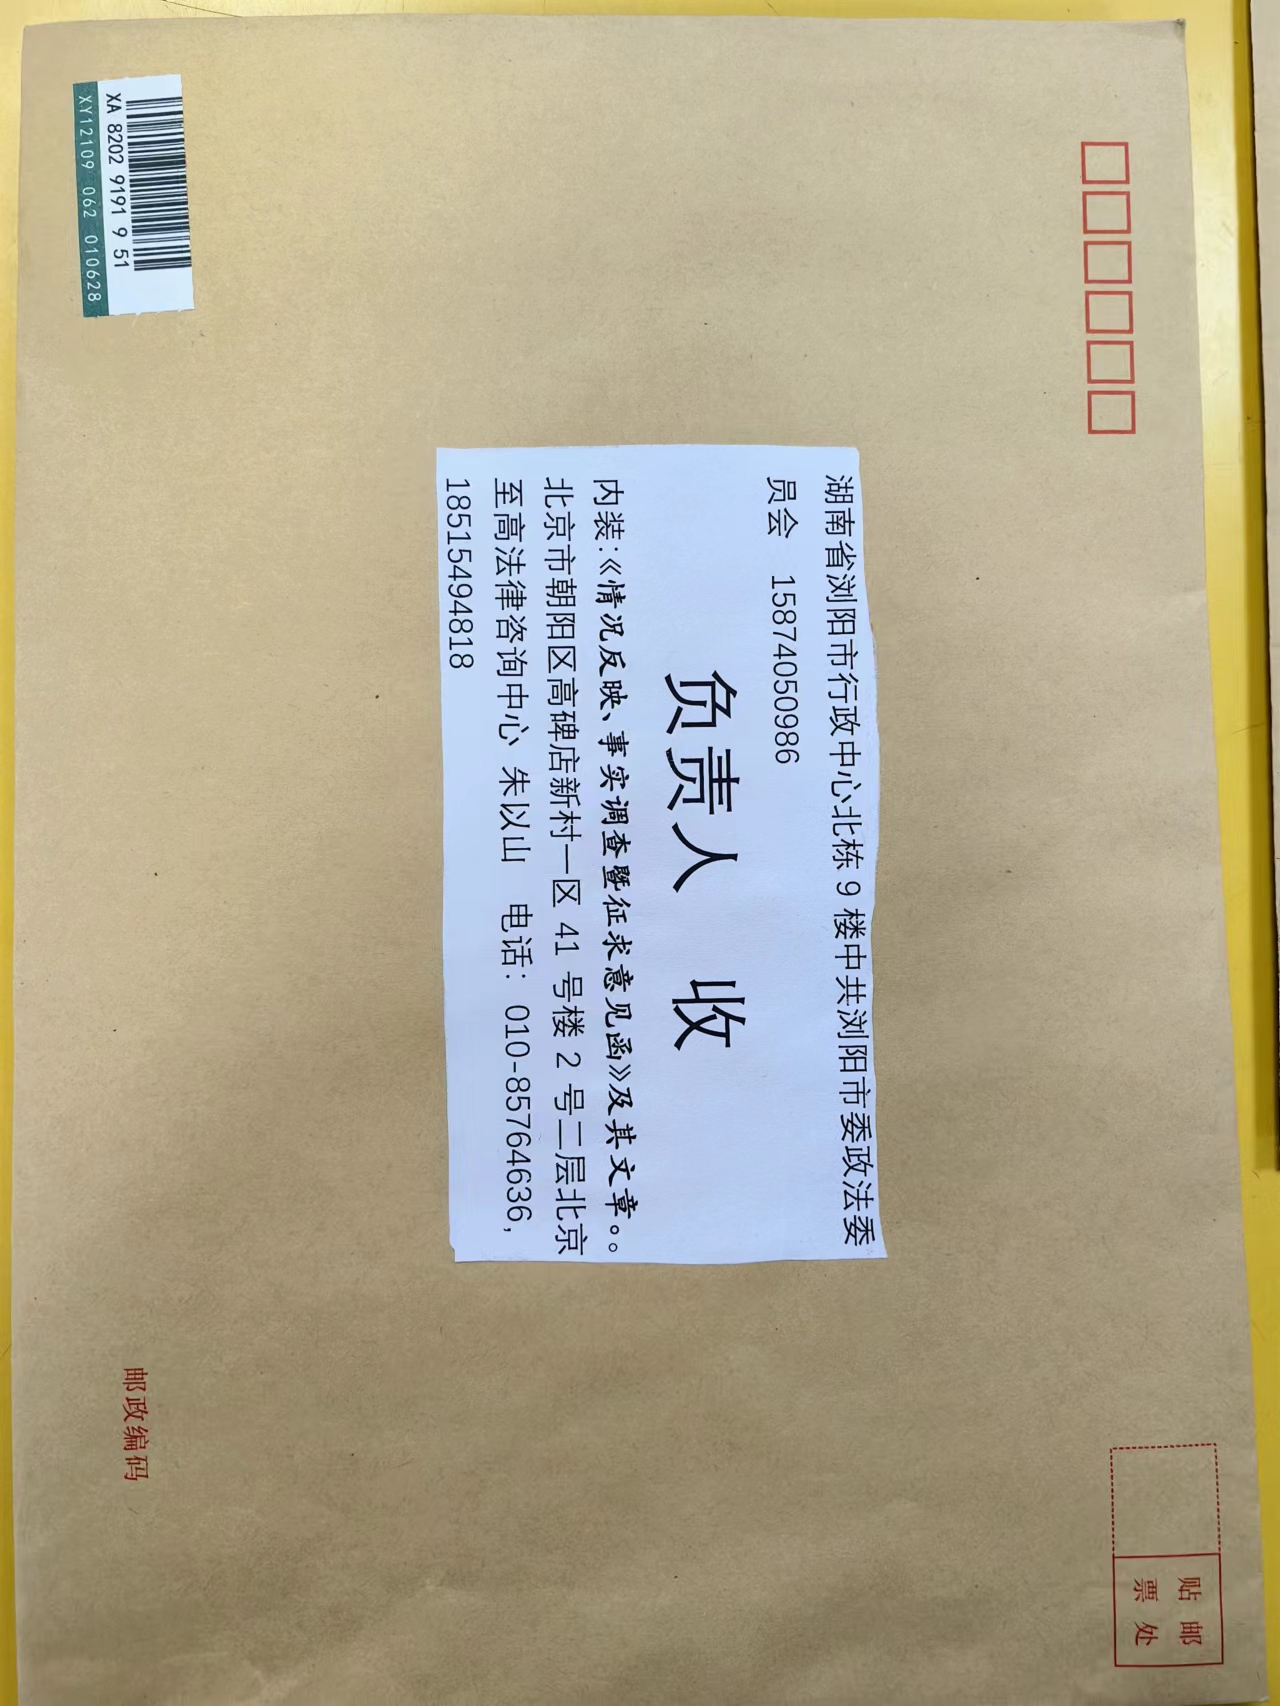 XA 8202 9191 9 51
XY12109 062 010628
湖南省浏阳市行政中心北栋 9 楼中共浏阳市委政法委
员会 15874050986
负责人 收
内装:《情况反映、事实调查暨征求意见函》及其文章。。
北京市朝阳区高碑店新村一区 41 号楼 2 号二层北京
至高法律咨询中心 朱以山 电话：010-85764636,
18515494818
贴 邮
票 处
邮政编码